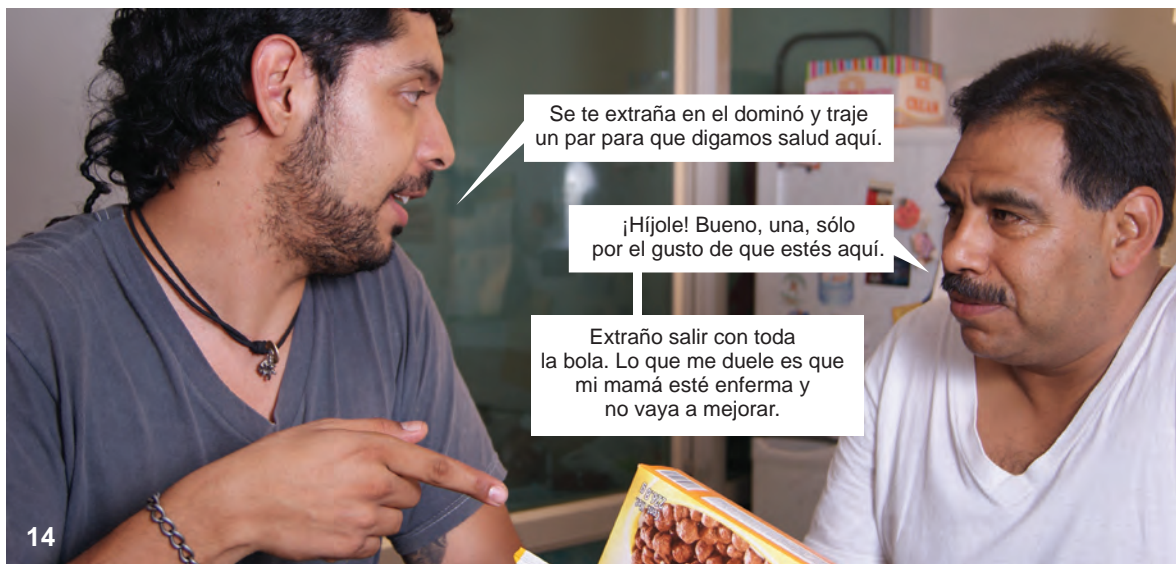 Se te extraña en el dominó y traje
un par para que digamos salud aquí.
¡Híjole! Bueno, una, sólo
por el gusto de que estés aquí.
Extraño salir con toda
la bola. Lo que me duele es que
mi mamá esté enferma y
no vaya a mejorar.
ICE
CREAM
14